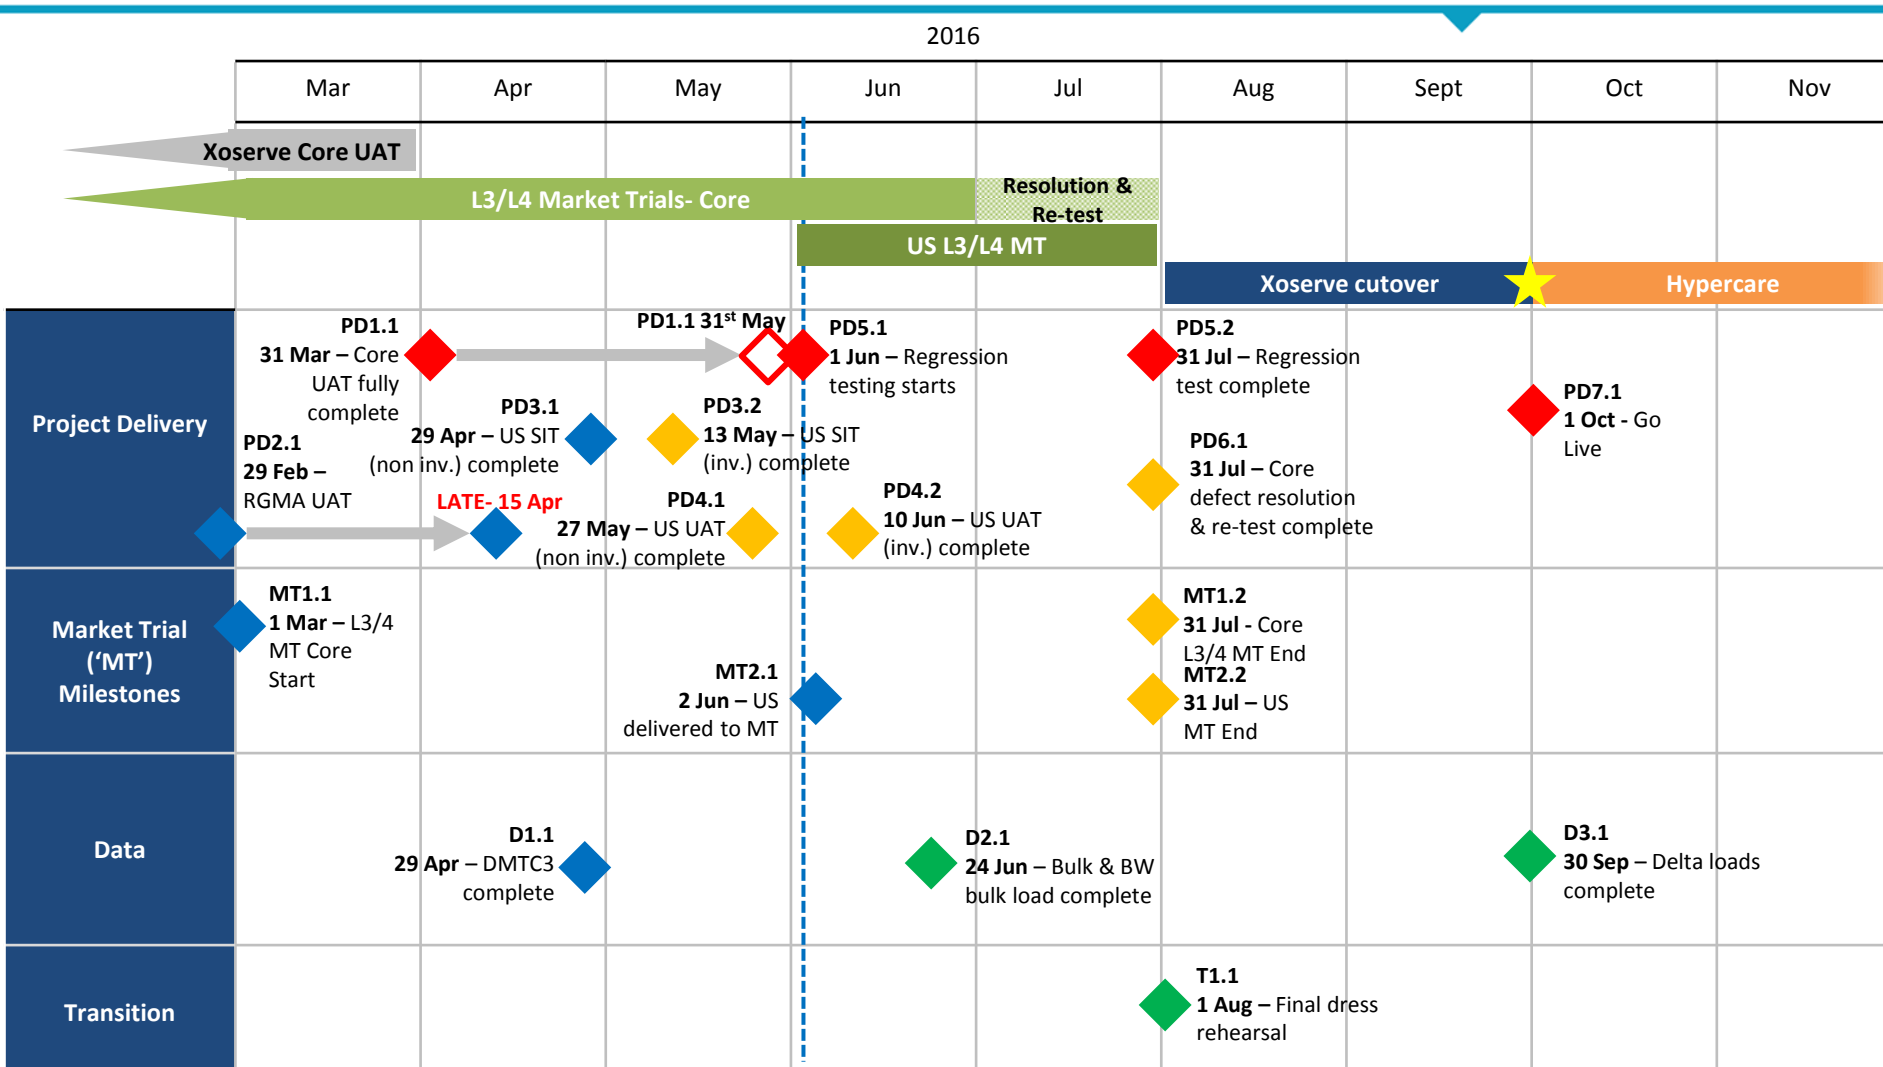 2016
Mar Apr May Jun Jul Aug Sept Oct Nov
Xoserve Core UAT
L3/L4 Market Trials- Core
Resolution &
Re-test
US L3/L4 MT
Xoserve cutover
Hypercare
Project Delivery
PD1.1
31 Mar – Core
UAT fully
complete
PD1.1 31st May
PD5.1
1 Jun – Regression
testing starts
PD5.2
31 Jul – Regression
test complete
PD7.1
1 Oct - Go
Live
PD2.1
29 Feb –
RGMA UAT
PD3.1
29 Apr – US SIT
(non inv.) complete
PD3.2
13 May – US SIT
(inv.) complete
PD6.1
31 Jul – Core
defect resolution
& re-test complete
LATE- 15 Apr
PD4.1
27 May – US UAT
(non inv.) complete
PD4.2
10 Jun – US UAT
(inv.) complete
Market Trial
(‘MT’)
Milestones
MT1.1
1 Mar – L3/4
MT Core
Start
MT2.1
2 Jun – US
delivered to MT
MT1.2
31 Jul - Core
L3/4 MT End
MT2.2
31 Jul – US
MT End
Data
D1.1
29 Apr – DMTC3
complete
D2.1
24 Jun – Bulk & BW
bulk load complete
D3.1
30 Sep – Delta loads
complete
Transition
T1.1
1 Aug – Final dress
rehearsal